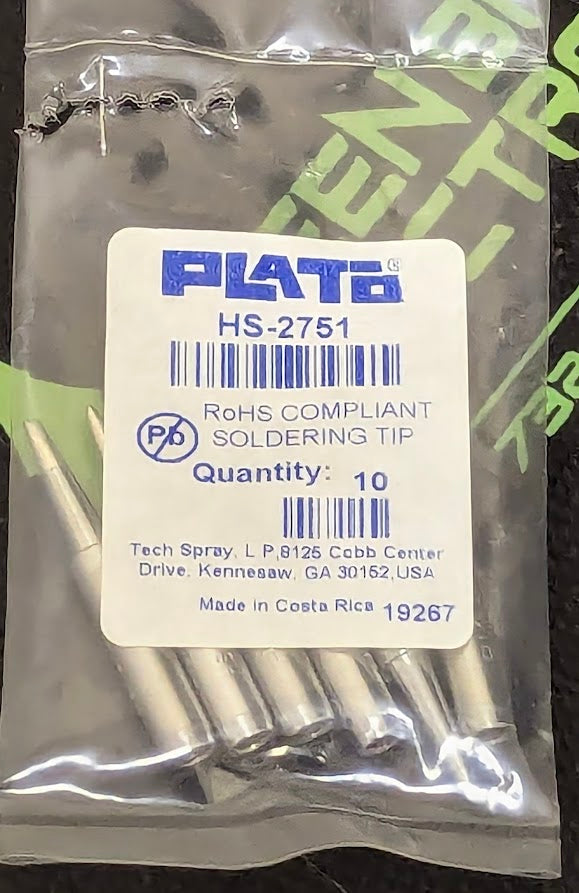 PLATO®
HS-2751
RoHS COMPLIANT
Pb
SOLDERING TIP
Quantity: 10
Tech Spray, L P,8125 Cobb Center
Drive, Kennesaw, GA 30152,USA
Made in Costa Rica 19267